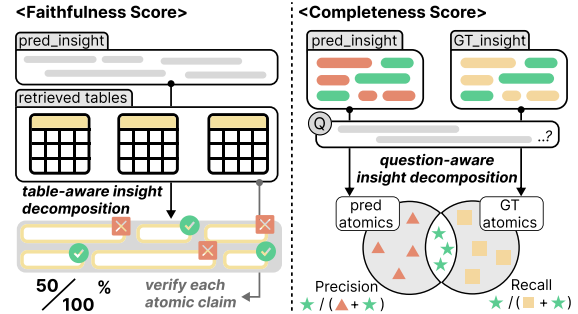 <Faithfulness Score>
pred_insight
retrieved tables
table-aware insight
decomposition
50/100 %
verify each
atomic claim
<Completeness Score>
pred_insight
GT_insight
Q
..?
question-aware
insight decomposition
pred
atomics
GT
atomics
Precision
★ / (▲ + ★)
Recall
★ / (■ + ★)